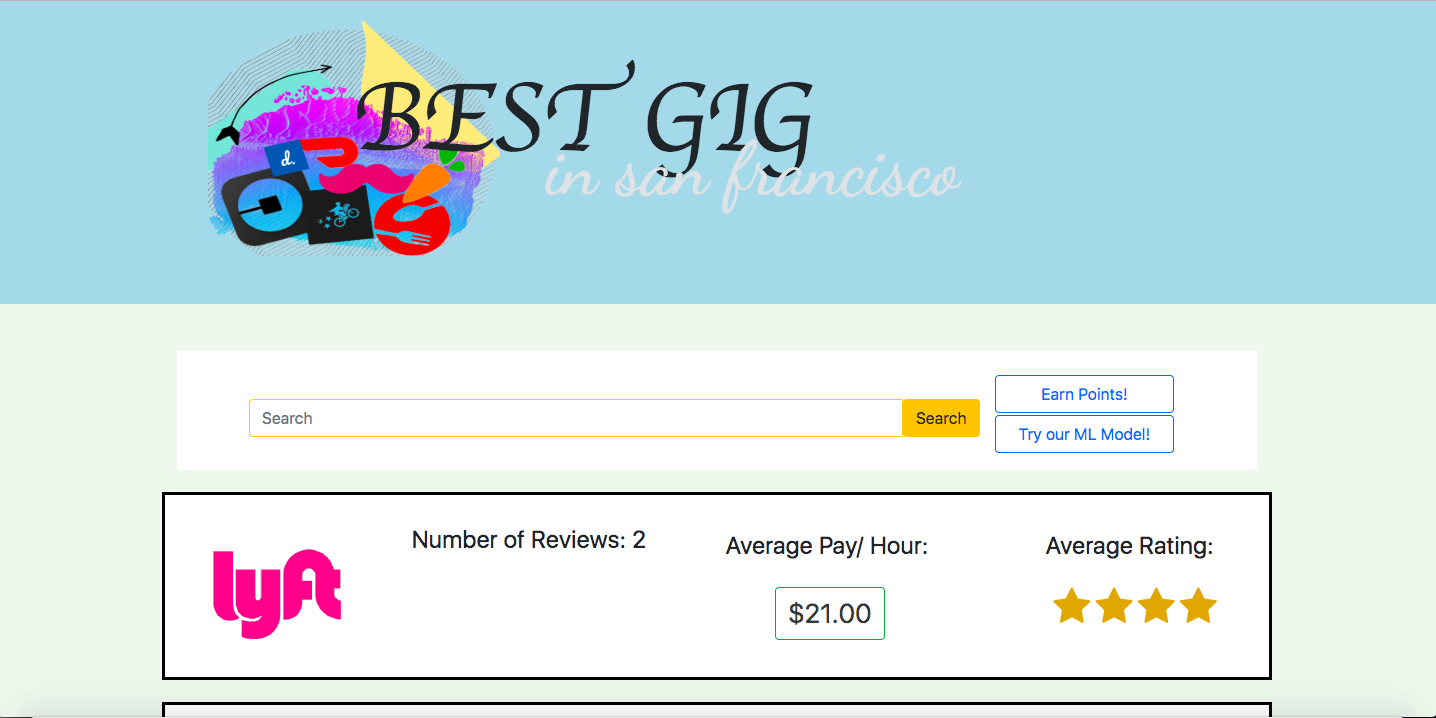 BEST GIG
in san francisco
d.
Search
Search
Earn Points!
Try our ML Model!
lyft
Number of Reviews: 2
Average Pay/ Hour:
$21.00
Average Rating: